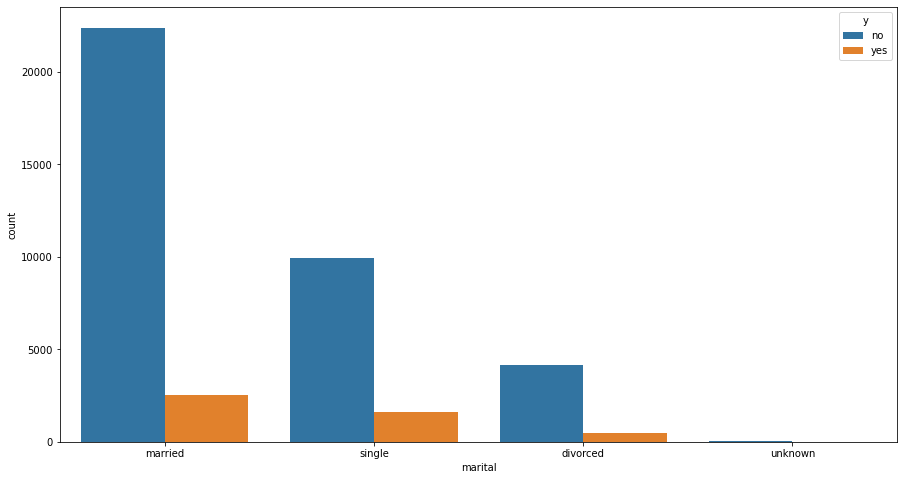 y
no
yes
20000
15000
10000
5000
0
count
married single divorced unknown
marital